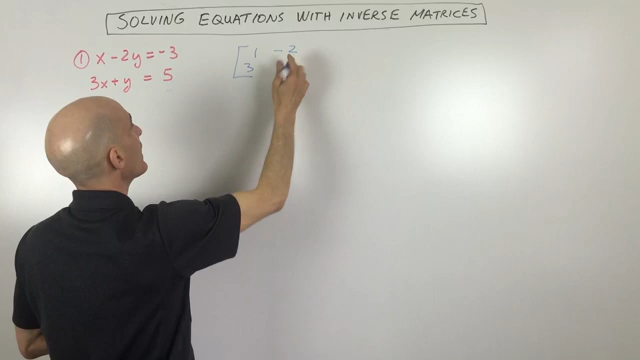 SOLVING EQUATIONS WITH INVERSE MATRICES
① x - 2y = -3
3x + y = 5
[ 1 -2
3